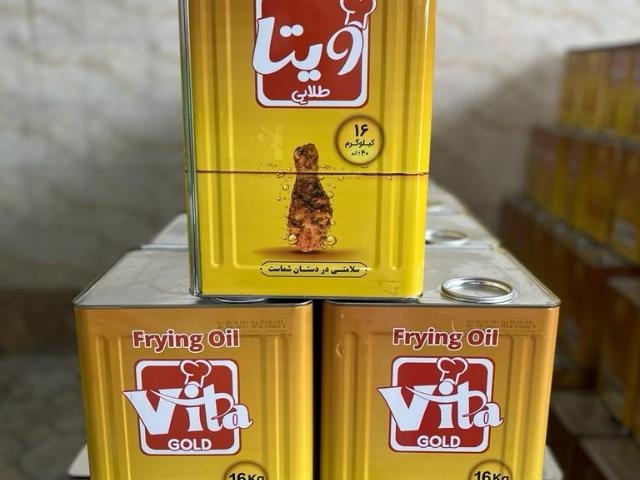 ویتا
طلایی
۱۶
کیلوگرم
سلامتی در دستان شماست
Frying Oil
Vita
GOLD
16Kg
Frying Oil
Vita
GOLD
16Kg